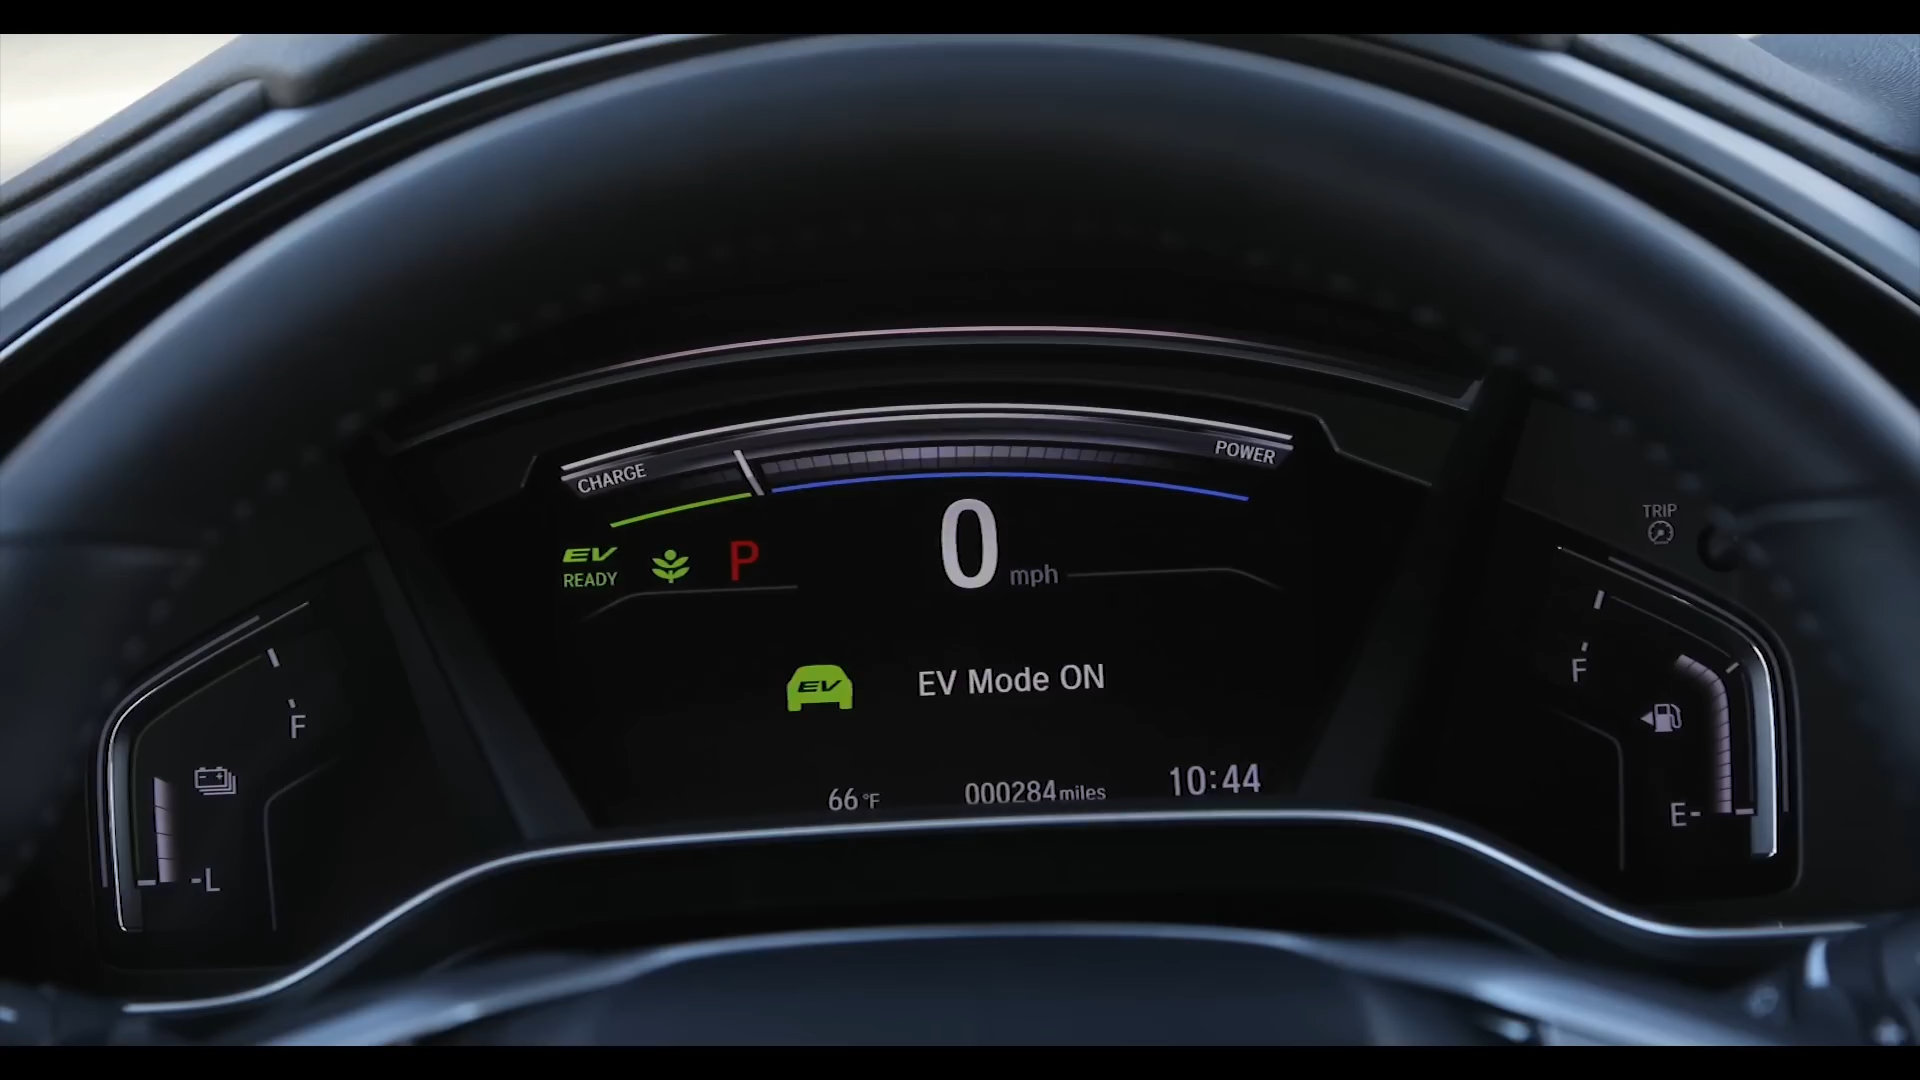 CHARGE
POWER
TRIP
EV
READY
P
0 mph
F
F
EV
EV Mode ON
66 °F
000284 miles
10:44
E-
-L